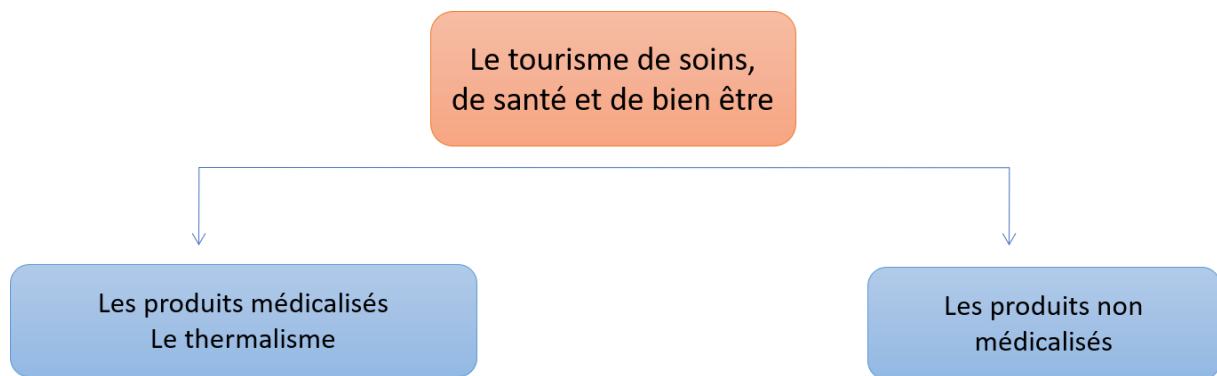 Le tourisme de soins,
de santé et de bien être
Les produits médicalisés
Le thermalisme
Les produits non
médicalisés